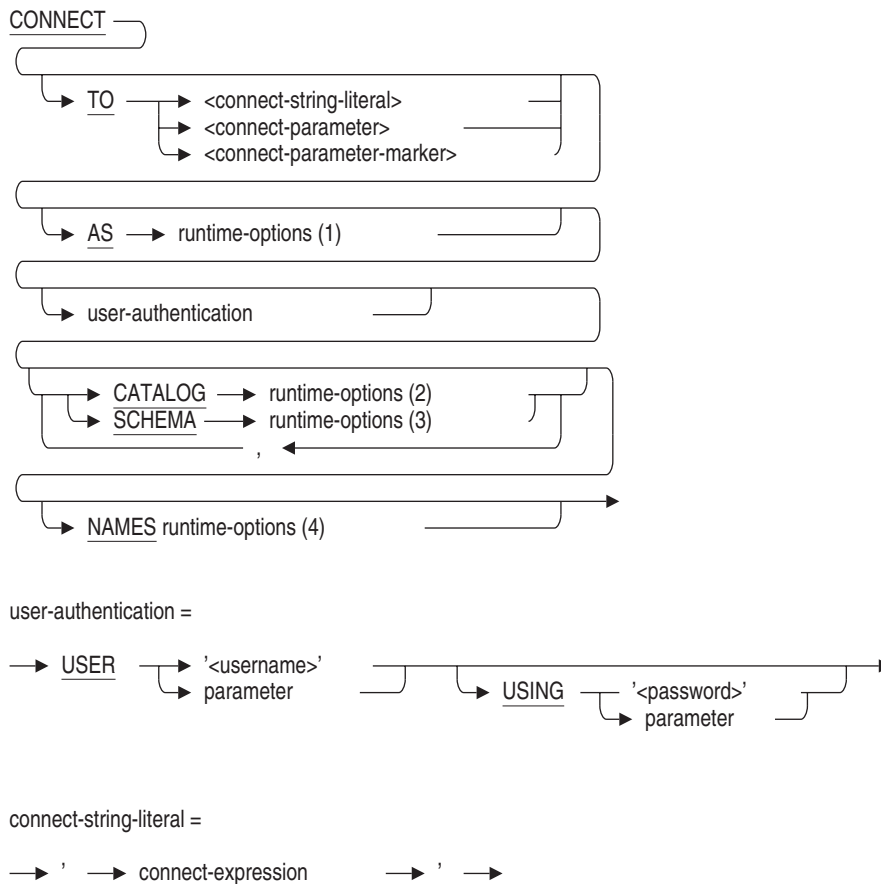 CONNECT
TO <connect-string-literal>
<connect-parameter>
<connect-parameter-marker>
AS runtime-options (1)
user-authentication
CATALOG runtime-options (2)
SCHEMA runtime-options (3)
,
NAMES runtime-options (4)
user-authentication =
USER '<username>' USING '<password>'
parameter parameter
connect-string-literal =
' connect-expression '